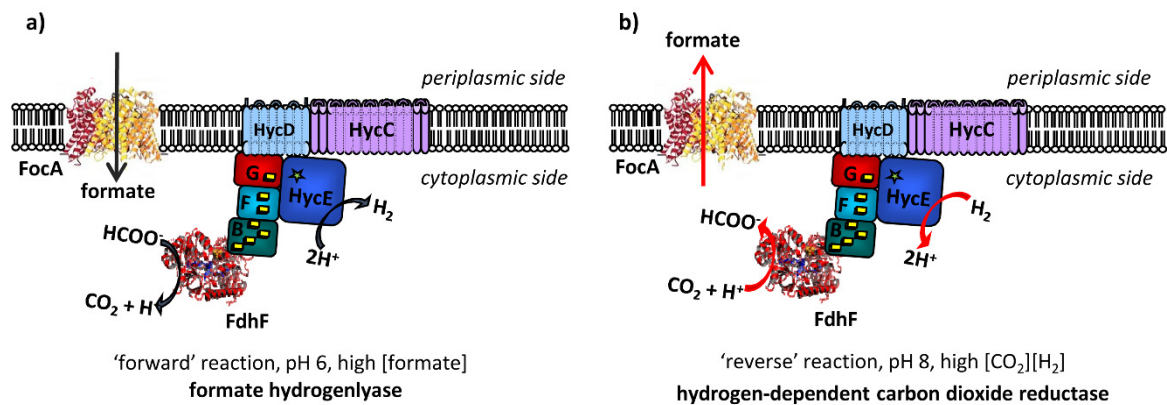 a)
formate
periplasmic side
HycD
HycC
FocA
cytoplasmic side
formate
G
F
B
HycE
H₂
2H⁺
HCOO⁻
CO₂ + H
FdhF
'forward' reaction, pH 6, high [formate]
formate hydrogenlyase
b)
formate
periplasmic side
HycD
HycC
FocA
cytoplasmic side
G
F
B
HycE
H₂
2H⁺
HCOO⁻
CO₂ + H⁺
FdhF
'reverse' reaction, pH 8, high [CO₂][H₂]
hydrogen-dependent carbon dioxide reductase